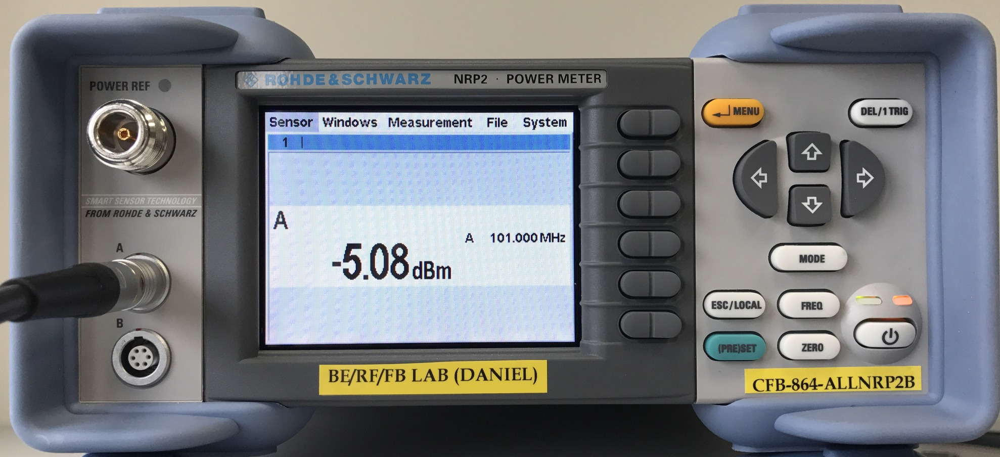 POWER REF
SMART SENSOR TECHNOLOGY
FROM ROHDE & SCHWARZ
A
B
ROHDE&SCHWARZ NRP2 · POWER METER
Sensor Windows Measurement File System
1
A
A 101.000 MHz
-5.08 dBm
BE/RF/FB LAB (DANIEL)
MENU
DEL/1 TRIG
MODE
ESC/LOCAL
FREQ
(PRE)SET
ZERO
CFB-864-ALLNRP2B